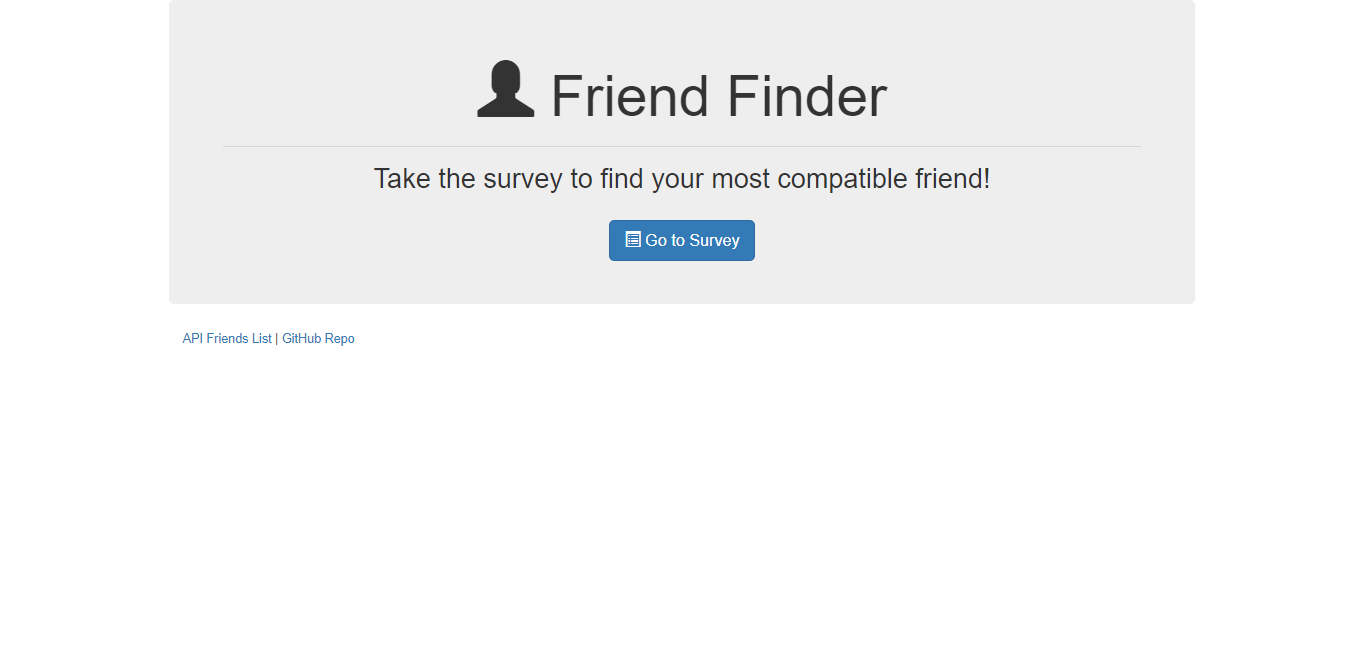 Friend Finder
Take the survey to find your most compatible friend!
Go to Survey
API Friends List | GitHub Repo